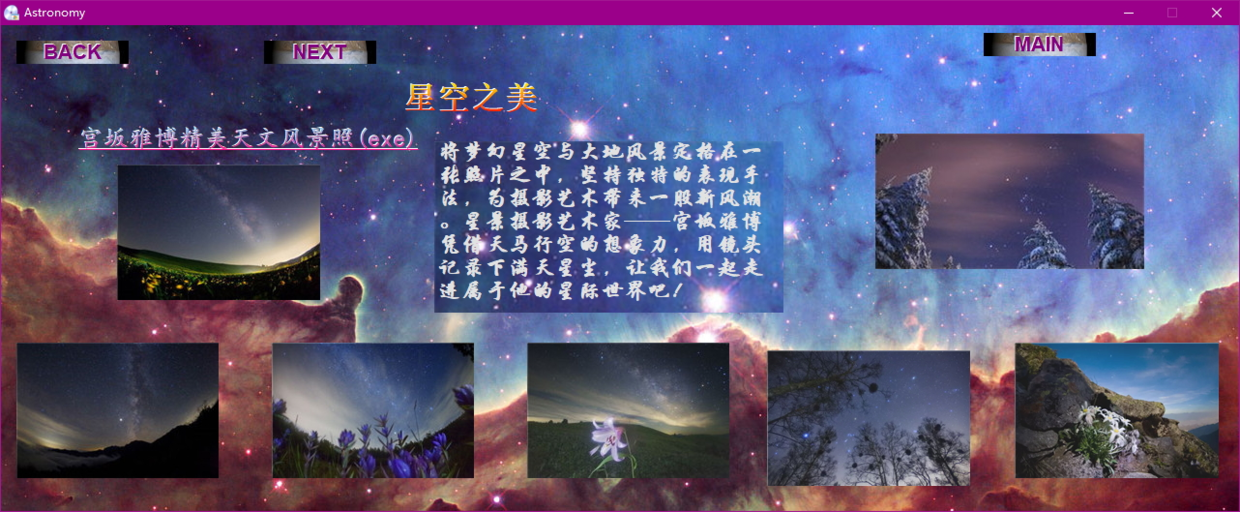 Astronomy
BACK
NEXT
MAIN
星空之美
宫坂雅博精美天文风景照(exe)
将梦幻星空与大地风景定格在一
张照片之中，坚持独特的表现手
法，为摄影艺术带来一股新风潮
。星景摄影艺术家——宫坂雅博
凭借天马行空的想象力，用镜头
记录下满天星尘，让我们一起走
进属于他的星际世界吧！